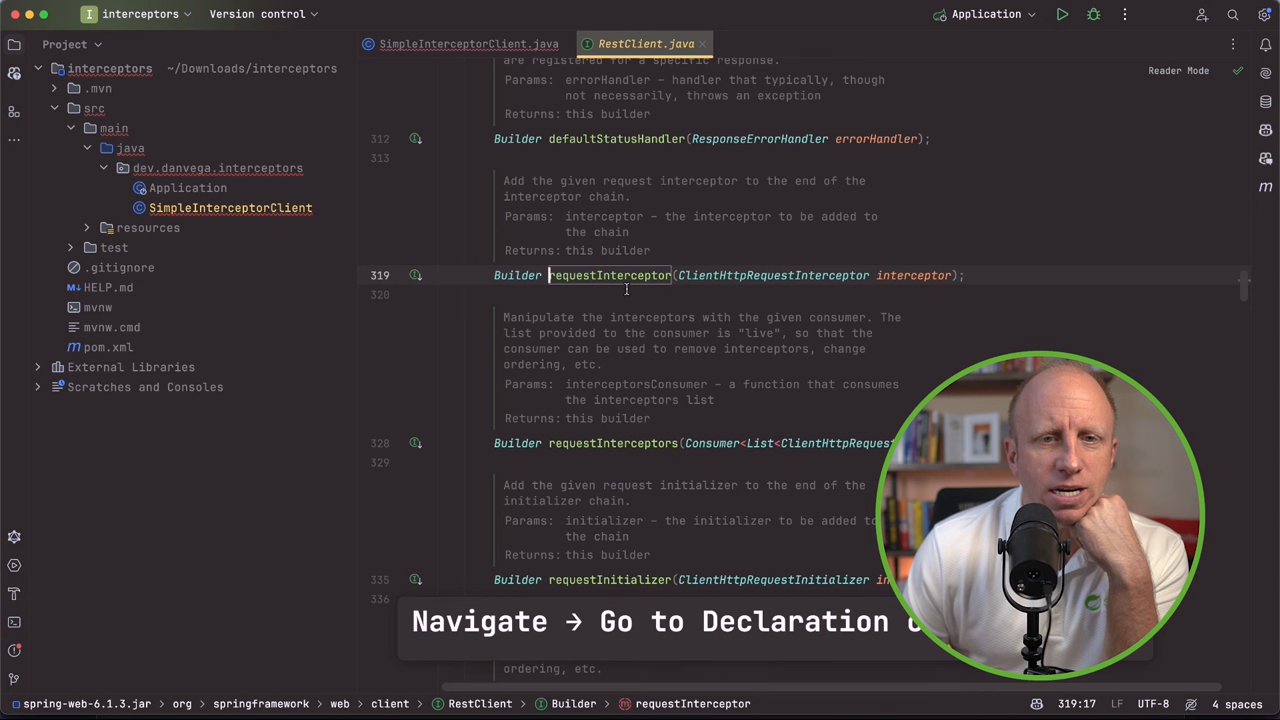 interceptors
Version control
Application
Project
SimpleInterceptorClient.java
RestClient.java
interceptors ~/Downloads/interceptors
.mvn
src
main
java
dev.danvega.interceptors
Application
SimpleInterceptorClient
resources
test
.gitignore
HELP.md
mvnw
mvnw.cmd
pom.xml
External Libraries
Scratches and Consoles
Reader Mode
are registered for a specific response.
Params: errorHandler – handler that typically, though
not necessarily, throws an exception
Returns: this builder
312 Builder defaultStatusHandler(ResponseErrorHandler errorHandler);
313
Add the given request interceptor to the end of the
interceptor chain.
Params: interceptor – the interceptor to be added to
the chain
Returns: this builder
319 Builder requestInterceptor(ClientHttpRequestInterceptor interceptor);
320
Manipulate the interceptors with the given consumer. The
list provided to the consumer is "live", so that the
consumer can be used to remove interceptors, change
ordering, etc.
Params: interceptorsConsumer – a function that consumes
the interceptors list
Returns: this builder
328 Builder requestInterceptors(Consumer<List<ClientHttpRequest
329
Add the given request initializer to the end of the
initializer chain.
Params: initializer – the initializer to be added to
the chain
Returns: this builder
335 Builder requestInitializer(ClientHttpRequestInitializer in
336
Navigate → Go to Declaration
ordering, etc.
spring-web-6.1.3.jar > org > springframework > web > client > RestClient > Builder > requestInterceptor
319:17 LF UTF-8 4 spaces